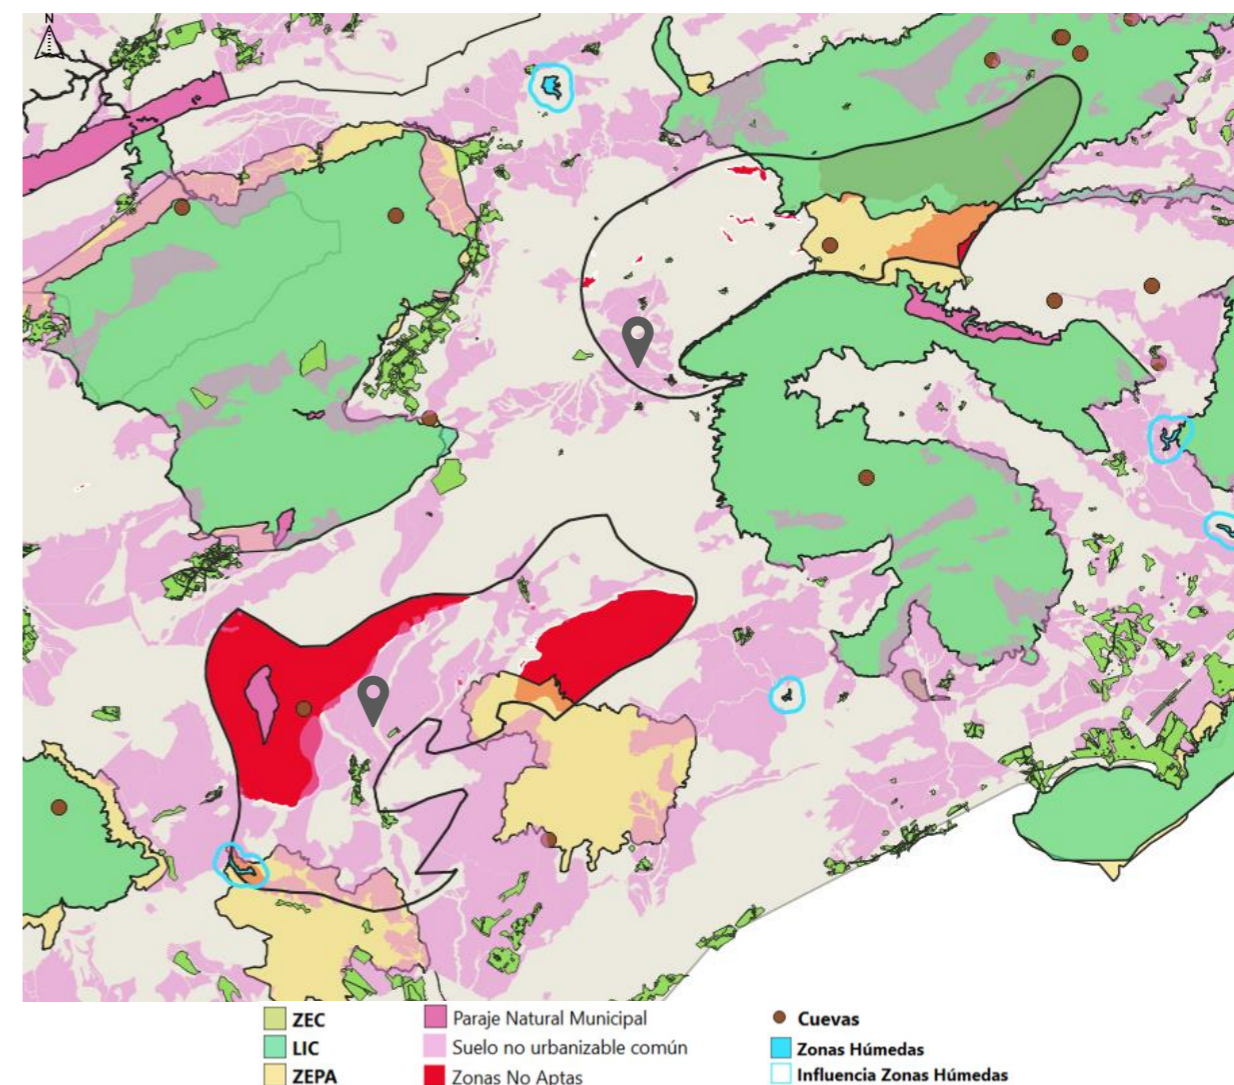 N
ZEC
LIC
ZEPA
Paraje Natural Municipal
Suelo no urbanizable común
Zonas No Aptas
Cuevas
Zonas Húmedas
Influencia Zonas Húmedas